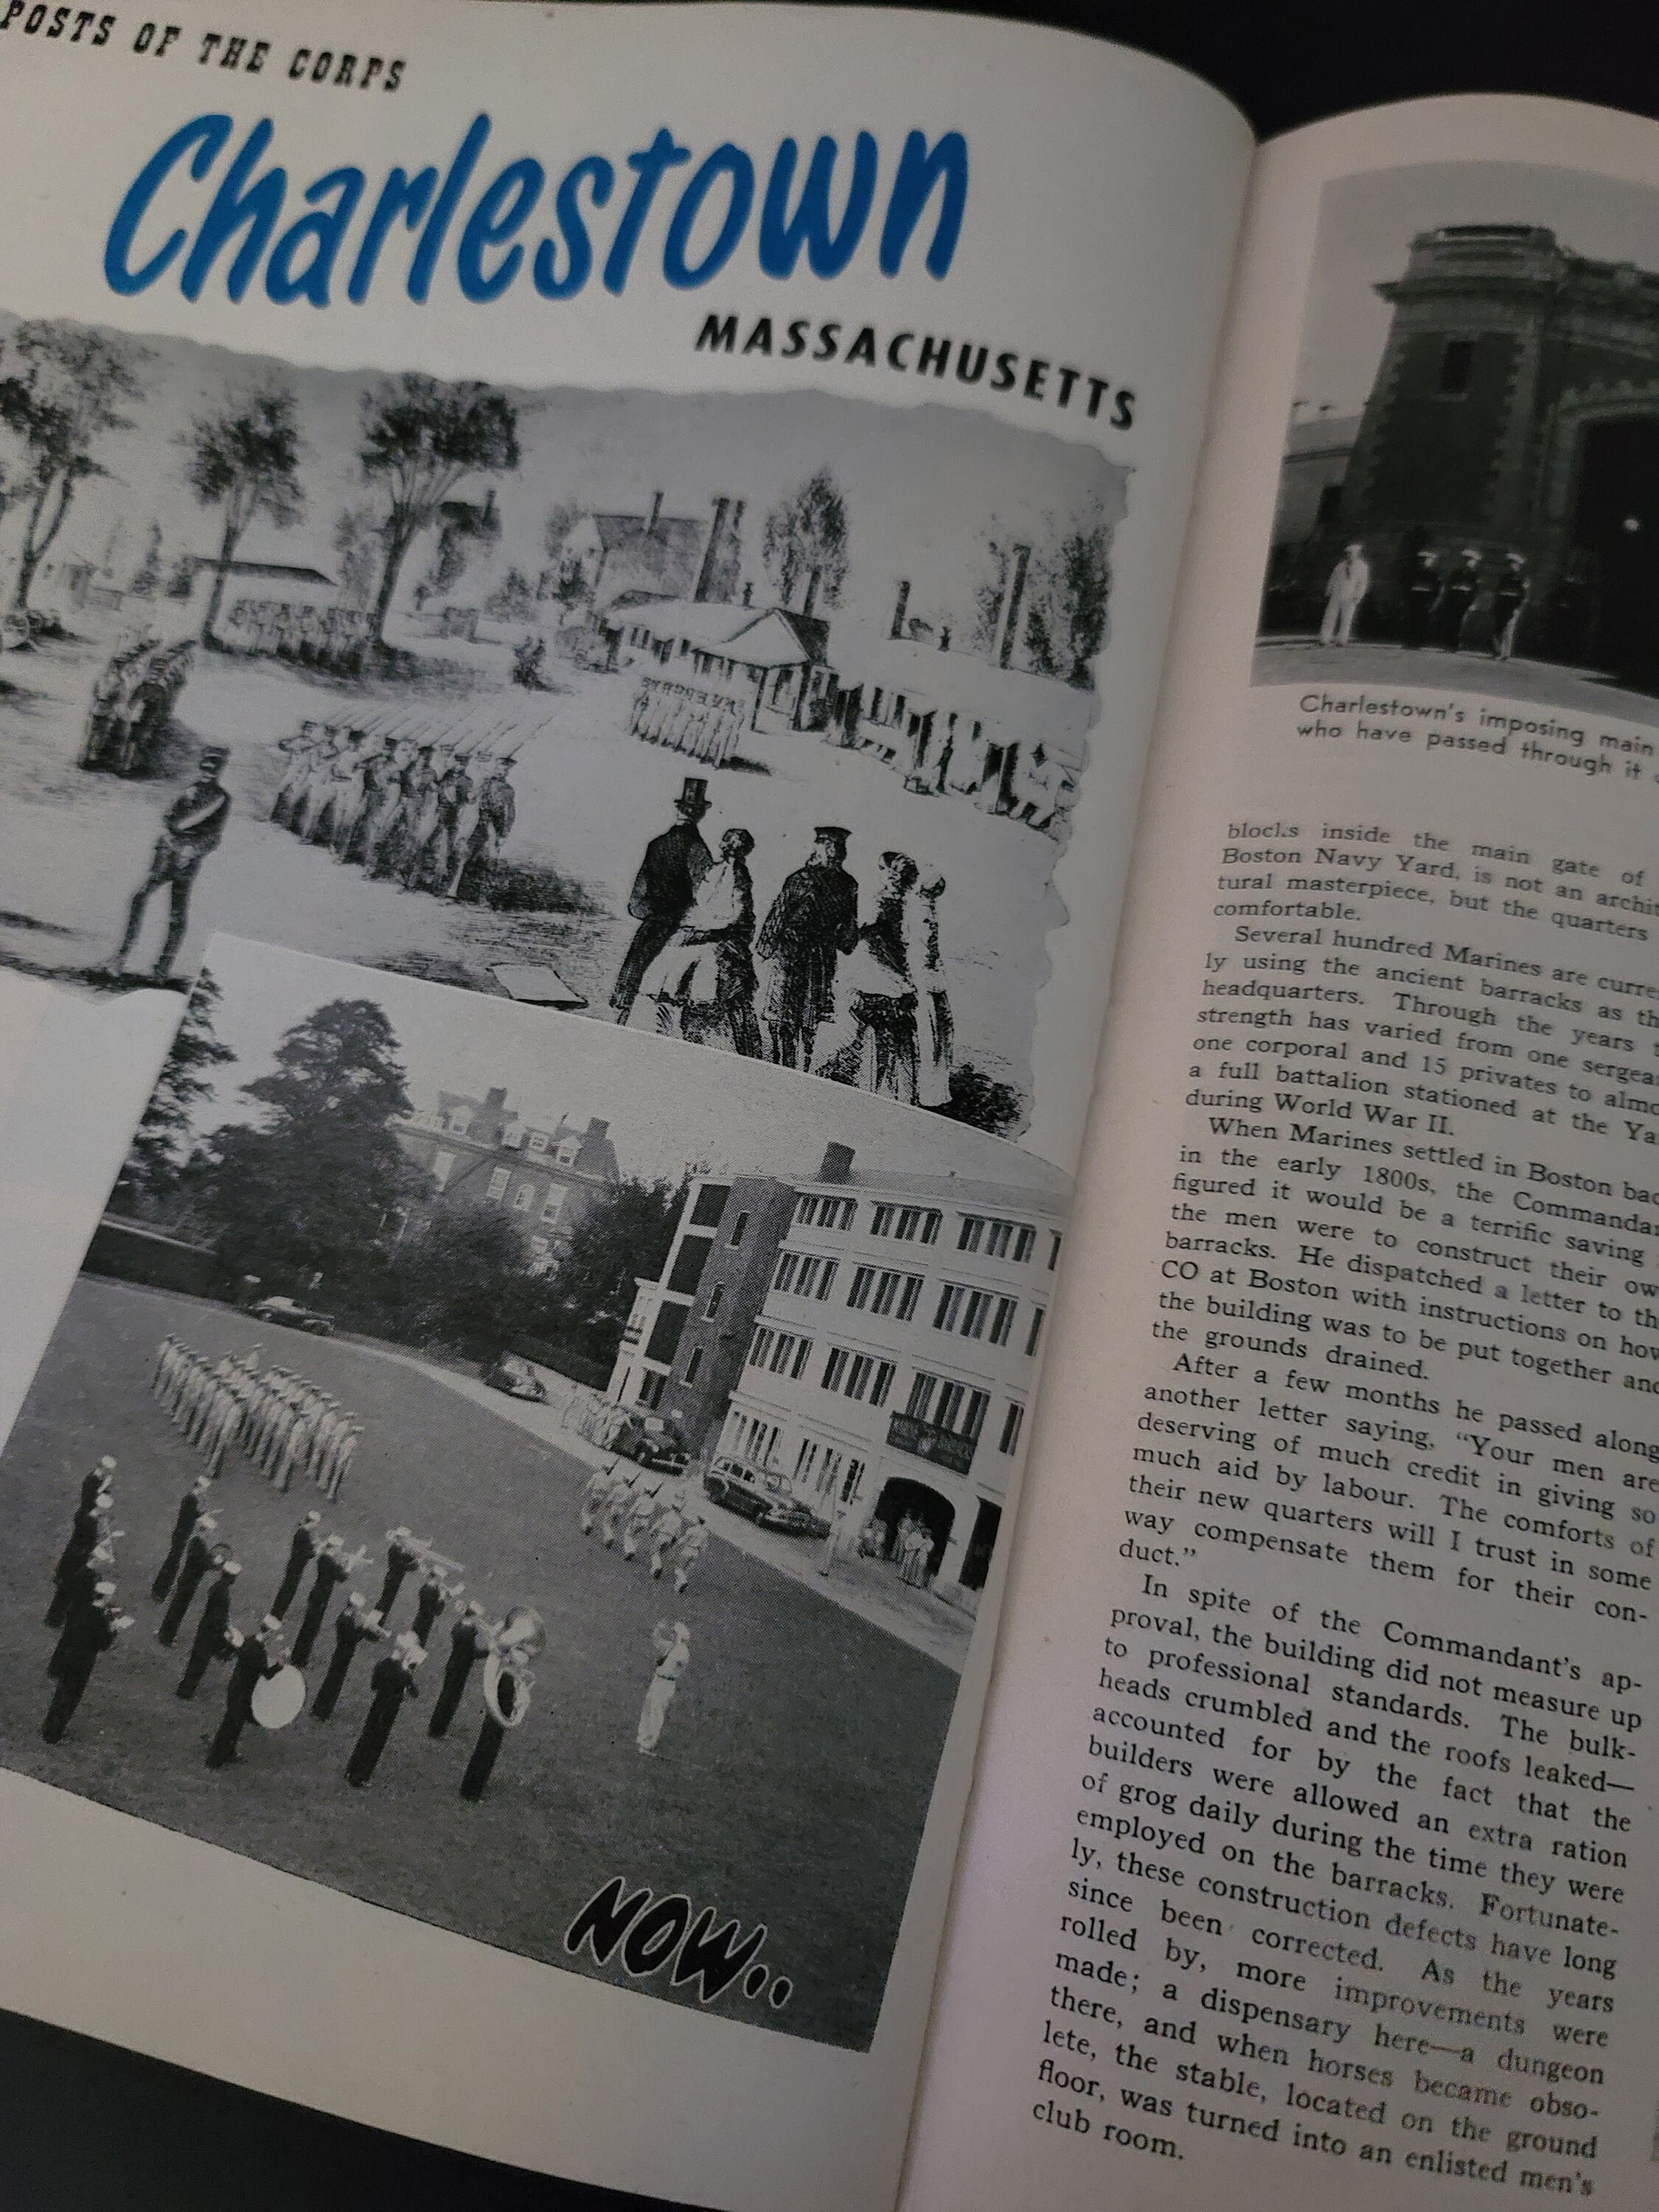 POSTS OF THE CORPS
Charlestown
MASSACHUSETTS
NOW..
Charlestown's imposing main
who have passed through it
blocks inside the main gate of
Boston Navy Yard, is not an archi
tural masterpiece, but the quarters
comfortable.
Several hundred Marines are curre
ly using the ancient barracks as th
headquarters. Through the years t
strength has varied from one sergea
one corporal and 15 privates to almo
a full battalion stationed at the Ya
during World War II.
When Marines settled in Boston bac
in the early 1800s, the Commandan
figured it would be a terrific saving
the men were to construct their ow
barracks. He dispatched a letter to th
CO at Boston with instructions on how
the building was to be put together and
the grounds drained.
After a few months he passed along
another letter saying, “Your men are
deserving of much credit in giving so
much aid by labour. The comforts of
their new quarters will I trust in some
way compensate them for their con-
duct.”
In spite of the Commandant's ap-
proval, the building did not measure up
to professional standards. The bulk-
heads crumbled and the roofs leaked—
accounted for by the fact that the
builders were allowed an extra ration
of grog daily during the time they were
employed on the barracks. Fortunate-
ly, these construction defects have long
since been corrected. As the years
rolled by, more improvements were
made; a dispensary here—a dungeon
there, and when horses became obso-
lete, the stable, located on the ground
floor, was turned into an enlisted men's
club room.